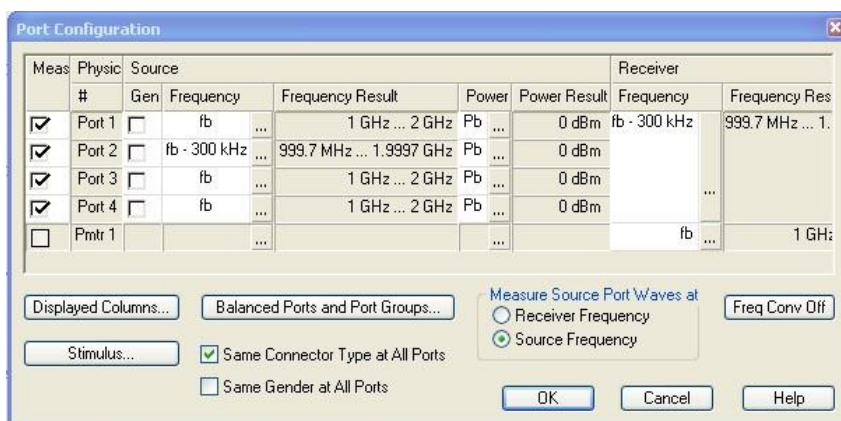 Port Configuration
Meas Physic Source Receiver
# Gen Frequency Frequency Result Power Power Result Frequency Frequency Res
Port 1 fb ... 1 GHz ... 2 GHz Pb ... 0 dBm fb - 300 kHz 999.7 MHz ... 1.
Port 2 fb - 300 kHz ... 999.7 MHz ... 1.9997 GHz Pb ... 0 dBm
Port 3 fb ... 1 GHz ... 2 GHz Pb ... 0 dBm ...
Port 4 fb ... 1 GHz ... 2 GHz Pb ... 0 dBm
Pmtr 1 ... ... fb ... 1 GHz
Displayed Columns... Balanced Ports and Port Groups... Measure Source Port Waves at Freq Conv Off
Receiver Frequency
Stimulus... Same Connector Type at All Ports Source Frequency
Same Gender at All Ports OK Cancel Help